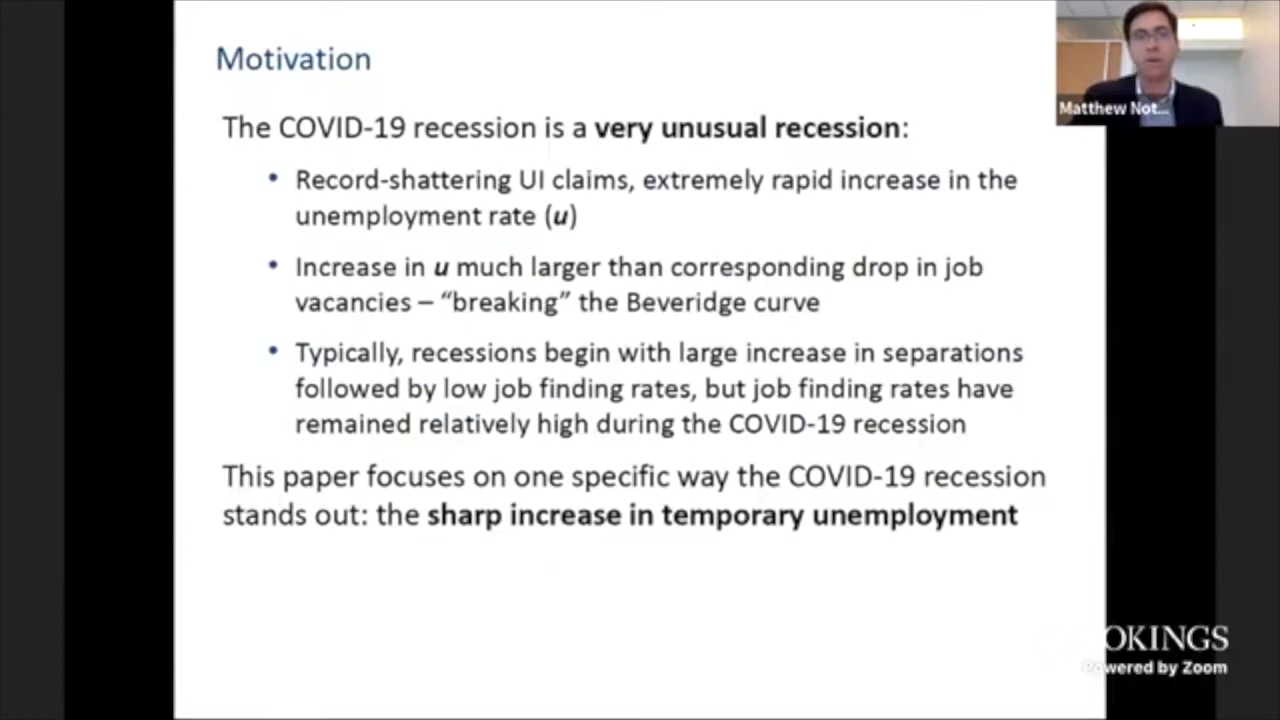 Motivation
The COVID-19 recession is a very unusual recession:
• Record-shattering UI claims, extremely rapid increase in the
unemployment rate (u)
• Increase in u much larger than corresponding drop in job
vacancies – “breaking” the Beveridge curve
• Typically, recessions begin with large increase in separations
followed by low job finding rates, but job finding rates have
remained relatively high during the COVID-19 recession
This paper focuses on one specific way the COVID-19 recession
stands out: the sharp increase in temporary unemployment
Matthew Not...
OKINGS
Powered by Zoom